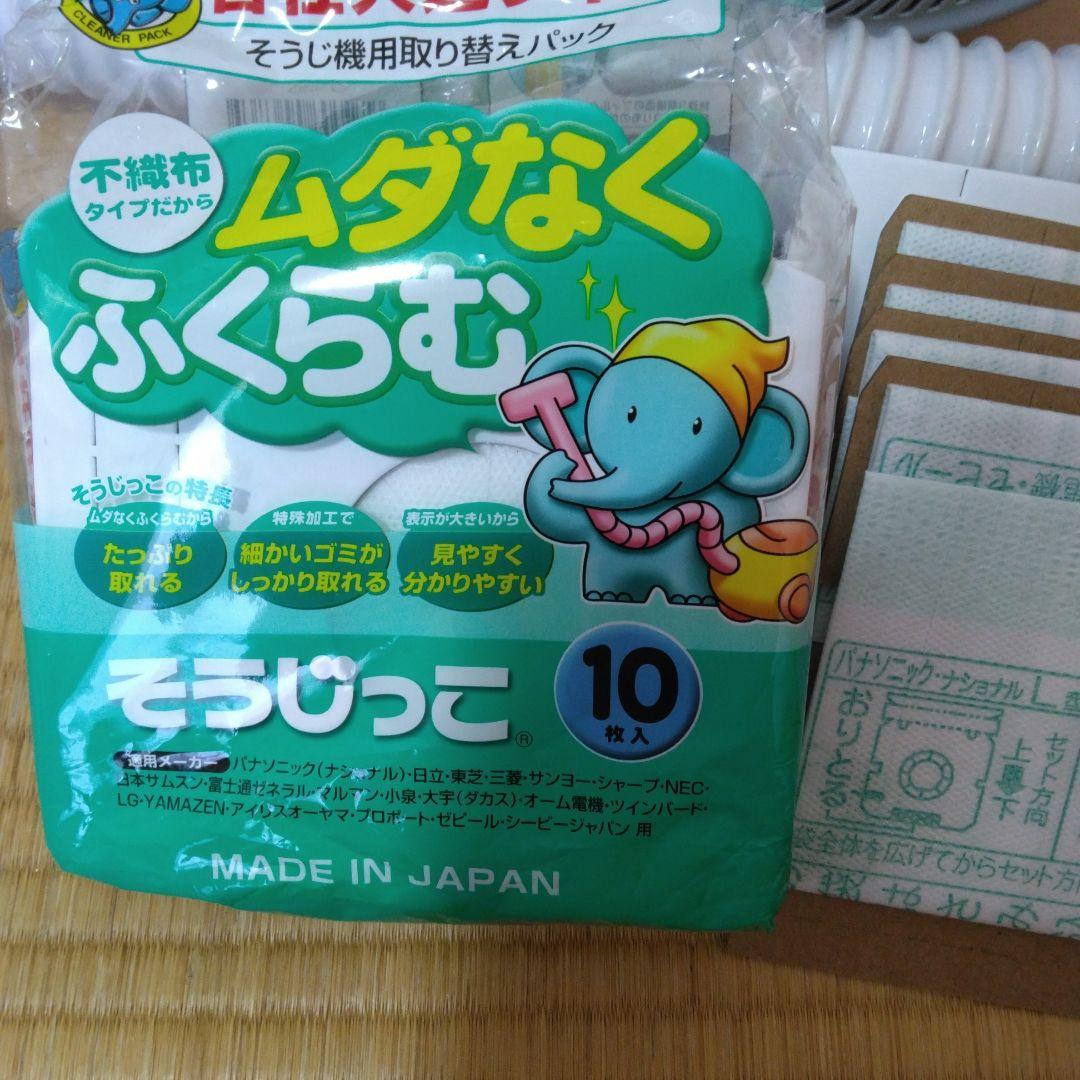 CLEANER PACK
そうじ機用取り替えパック
不織布
タイプだから
ムダなく
ふくらむ
そうじっこの特長
ムダなくふくらむから
たっぷり
取れる
特殊加工で
細かいゴミが
しっかり取れる
表示が大きいから
見やすく
分かりやすい
そうじっこ®
10
枚入
適用メーカー
パナソニック(ナショナル)・日立・東芝・三菱・サンヨー・シャープ・NEC・
日本サムスン・富士通ゼネラル・マルマン・小泉・大宇(ダカス)・オーム電機・ツインバード・
LG・YAMAZEN・アイリスオーヤマ・プロポート・ゼピール・シービージャパン 用
MADE IN JAPAN
パナソニック・ナショナル L型
おりとる
セット方向
上
下
袋全体を広げてからセット方